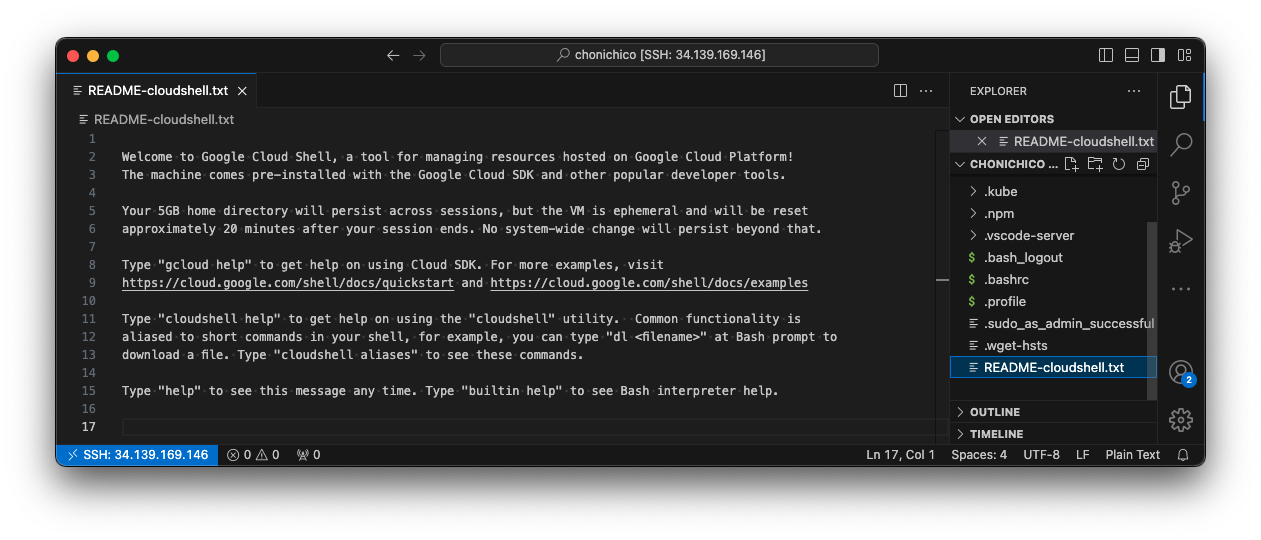 chonichico [SSH: 34.139.169.146]
README-cloudshell.txt
README-cloudshell.txt
1
2 Welcome to Google Cloud Shell, a tool for managing resources hosted on Google Cloud Platform!
3 The machine comes pre-installed with the Google Cloud SDK and other popular developer tools.
4
5 Your 5GB home directory will persist across sessions, but the VM is ephemeral and will be reset
6 approximately 20 minutes after your session ends. No system-wide change will persist beyond that.
7
8 Type "gcloud help" to get help on using Cloud SDK. For more examples, visit
9 https://cloud.google.com/shell/docs/quickstart and https://cloud.google.com/shell/docs/examples
10
11 Type "cloudshell help" to get help on using the "cloudshell" utility.  Common functionality is
12 aliased to short commands in your shell, for example, you can type "dl <filename>" at Bash prompt to
13 download a file. Type "cloudshell aliases" to see these commands.
14
15 Type "help" to see this message any time. Type "builtin help" to see Bash interpreter help.
16
17
EXPLORER
OPEN EDITORS
README-cloudshell.txt
CHONICHICO ...
.kube
.npm
.vscode-server
$ .bash_logout
$ .bashrc
$ .profile
.sudo_as_admin_successful
.wget-hsts
README-cloudshell.txt
OUTLINE
TIMELINE
2
SSH: 34.139.169.146 0 0 0 Ln 17, Col 1 Spaces: 4 UTF-8 LF Plain Text